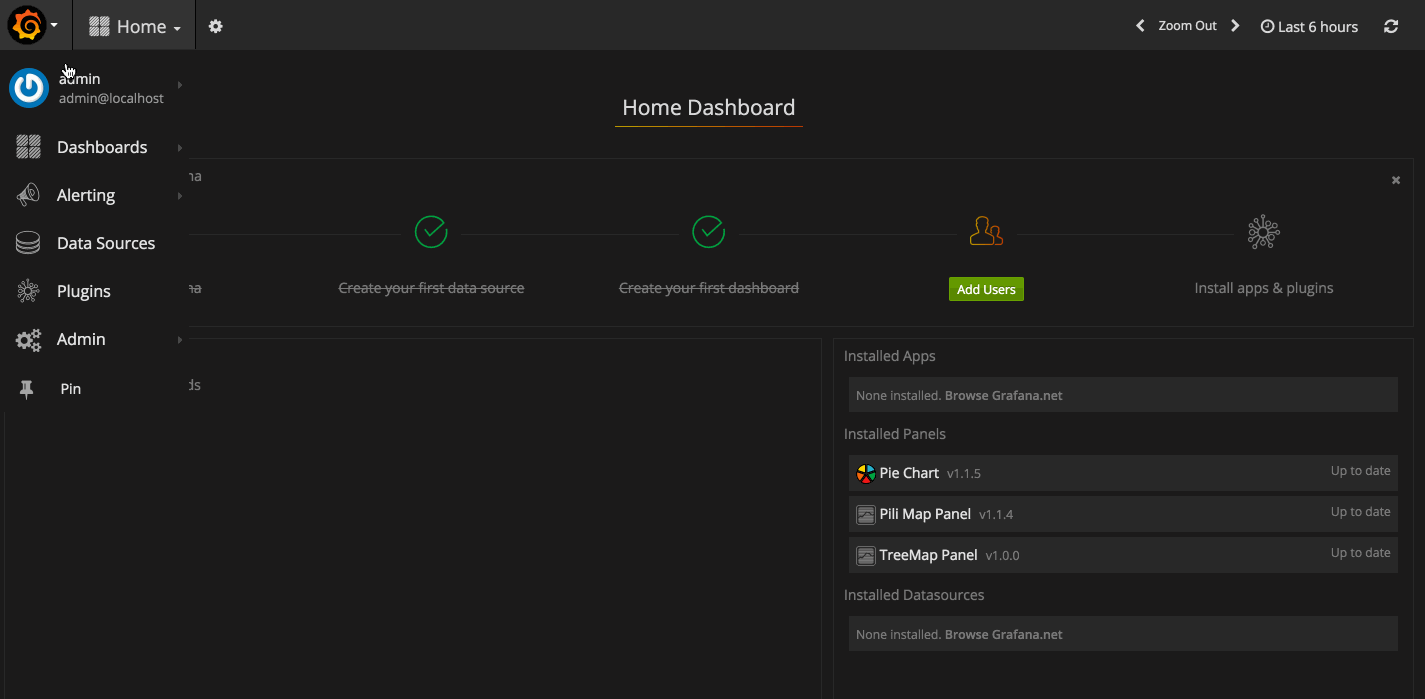 Home
Zoom Out
Last 6 hours
admin
admin@localhost
Home Dashboard
Dashboards
na
Alerting
Data Sources
Plugins
na
Create your first data source
Create your first dashboard
Add Users
Install apps & plugins
Admin
Pin
ds
Installed Apps
None installed. Browse Grafana.net
Installed Panels
Pie Chart v1.1.5 Up to date
Pili Map Panel v1.1.4 Up to date
TreeMap Panel v1.0.0 Up to date
Installed Datasources
None installed. Browse Grafana.net